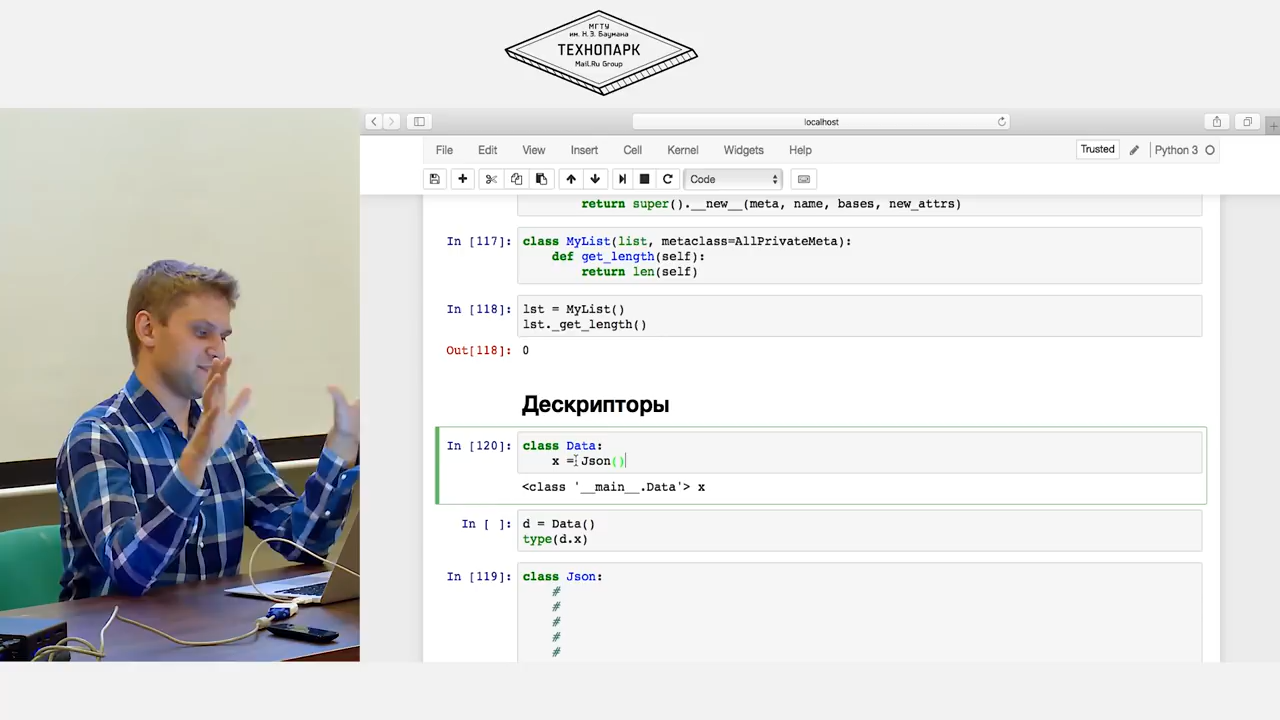 МГТУ
им. Н.Э. Баумана
ТЕХНОПАРК
Mail.Ru Group
localhost
File Edit View Insert Cell Kernel Widgets Help
Trusted
Python 3
Code
return super().__new__(meta, name, bases, new_attrs)
In [117]: class MyList(list, metaclass=AllPrivateMeta):
def get_length(self):
return len(self)
In [118]: lst = MyList()
lst._get_length()
Out[118]: 0
Дескрипторы
In [120]: class Data:
x = Json()
<class '__main__.Data'> x
In [ ]: d = Data()
type(d.x)
In [119]: class Json:
#
#
#
#
#